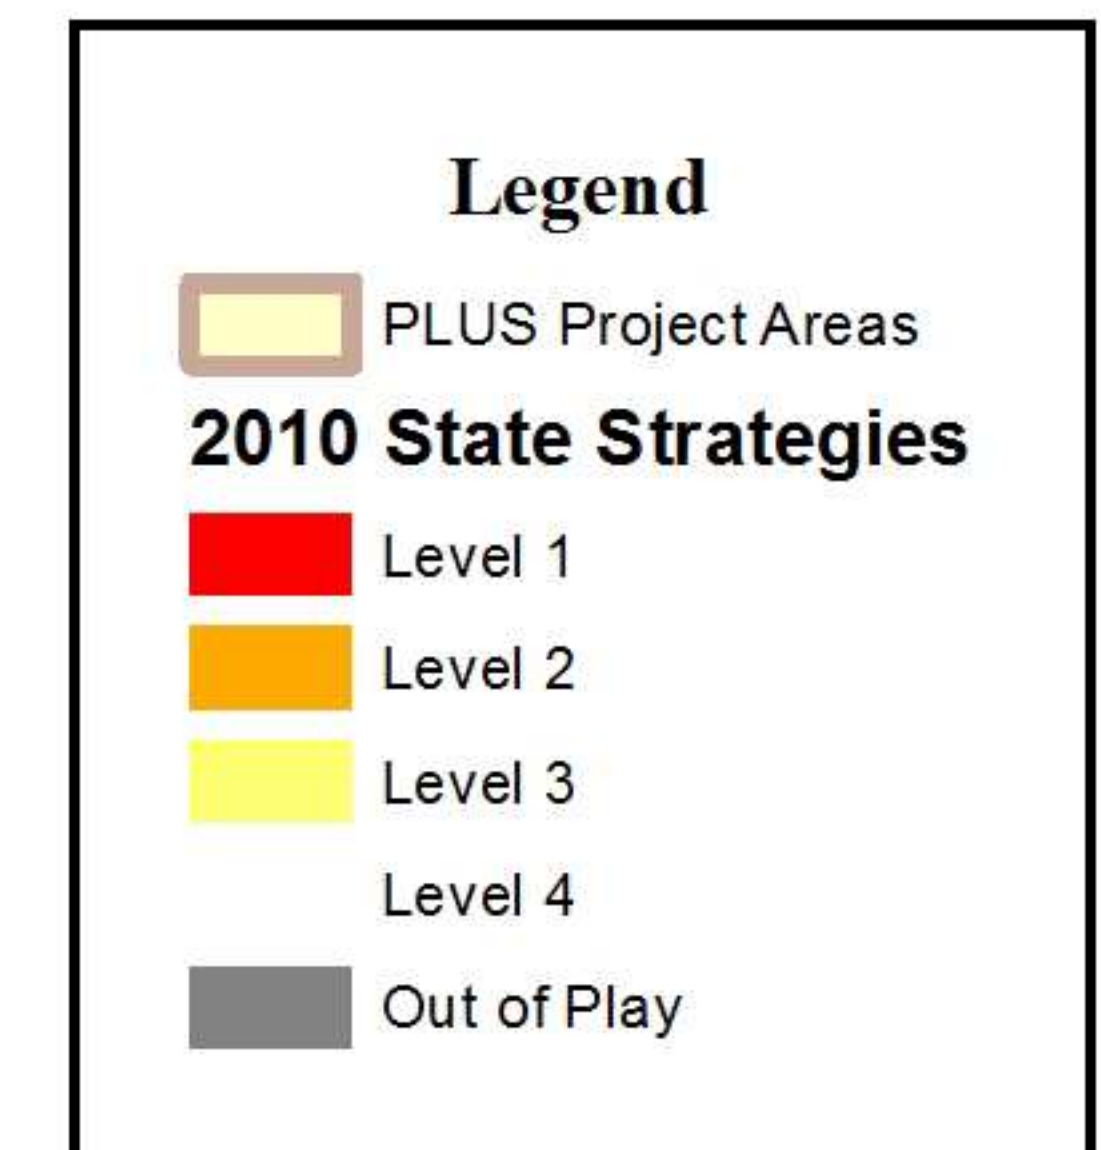 Legend
PLUS Project Areas
2010 State Strategies
Level 1
Level 2
Level 3
Level 4
Out of Play